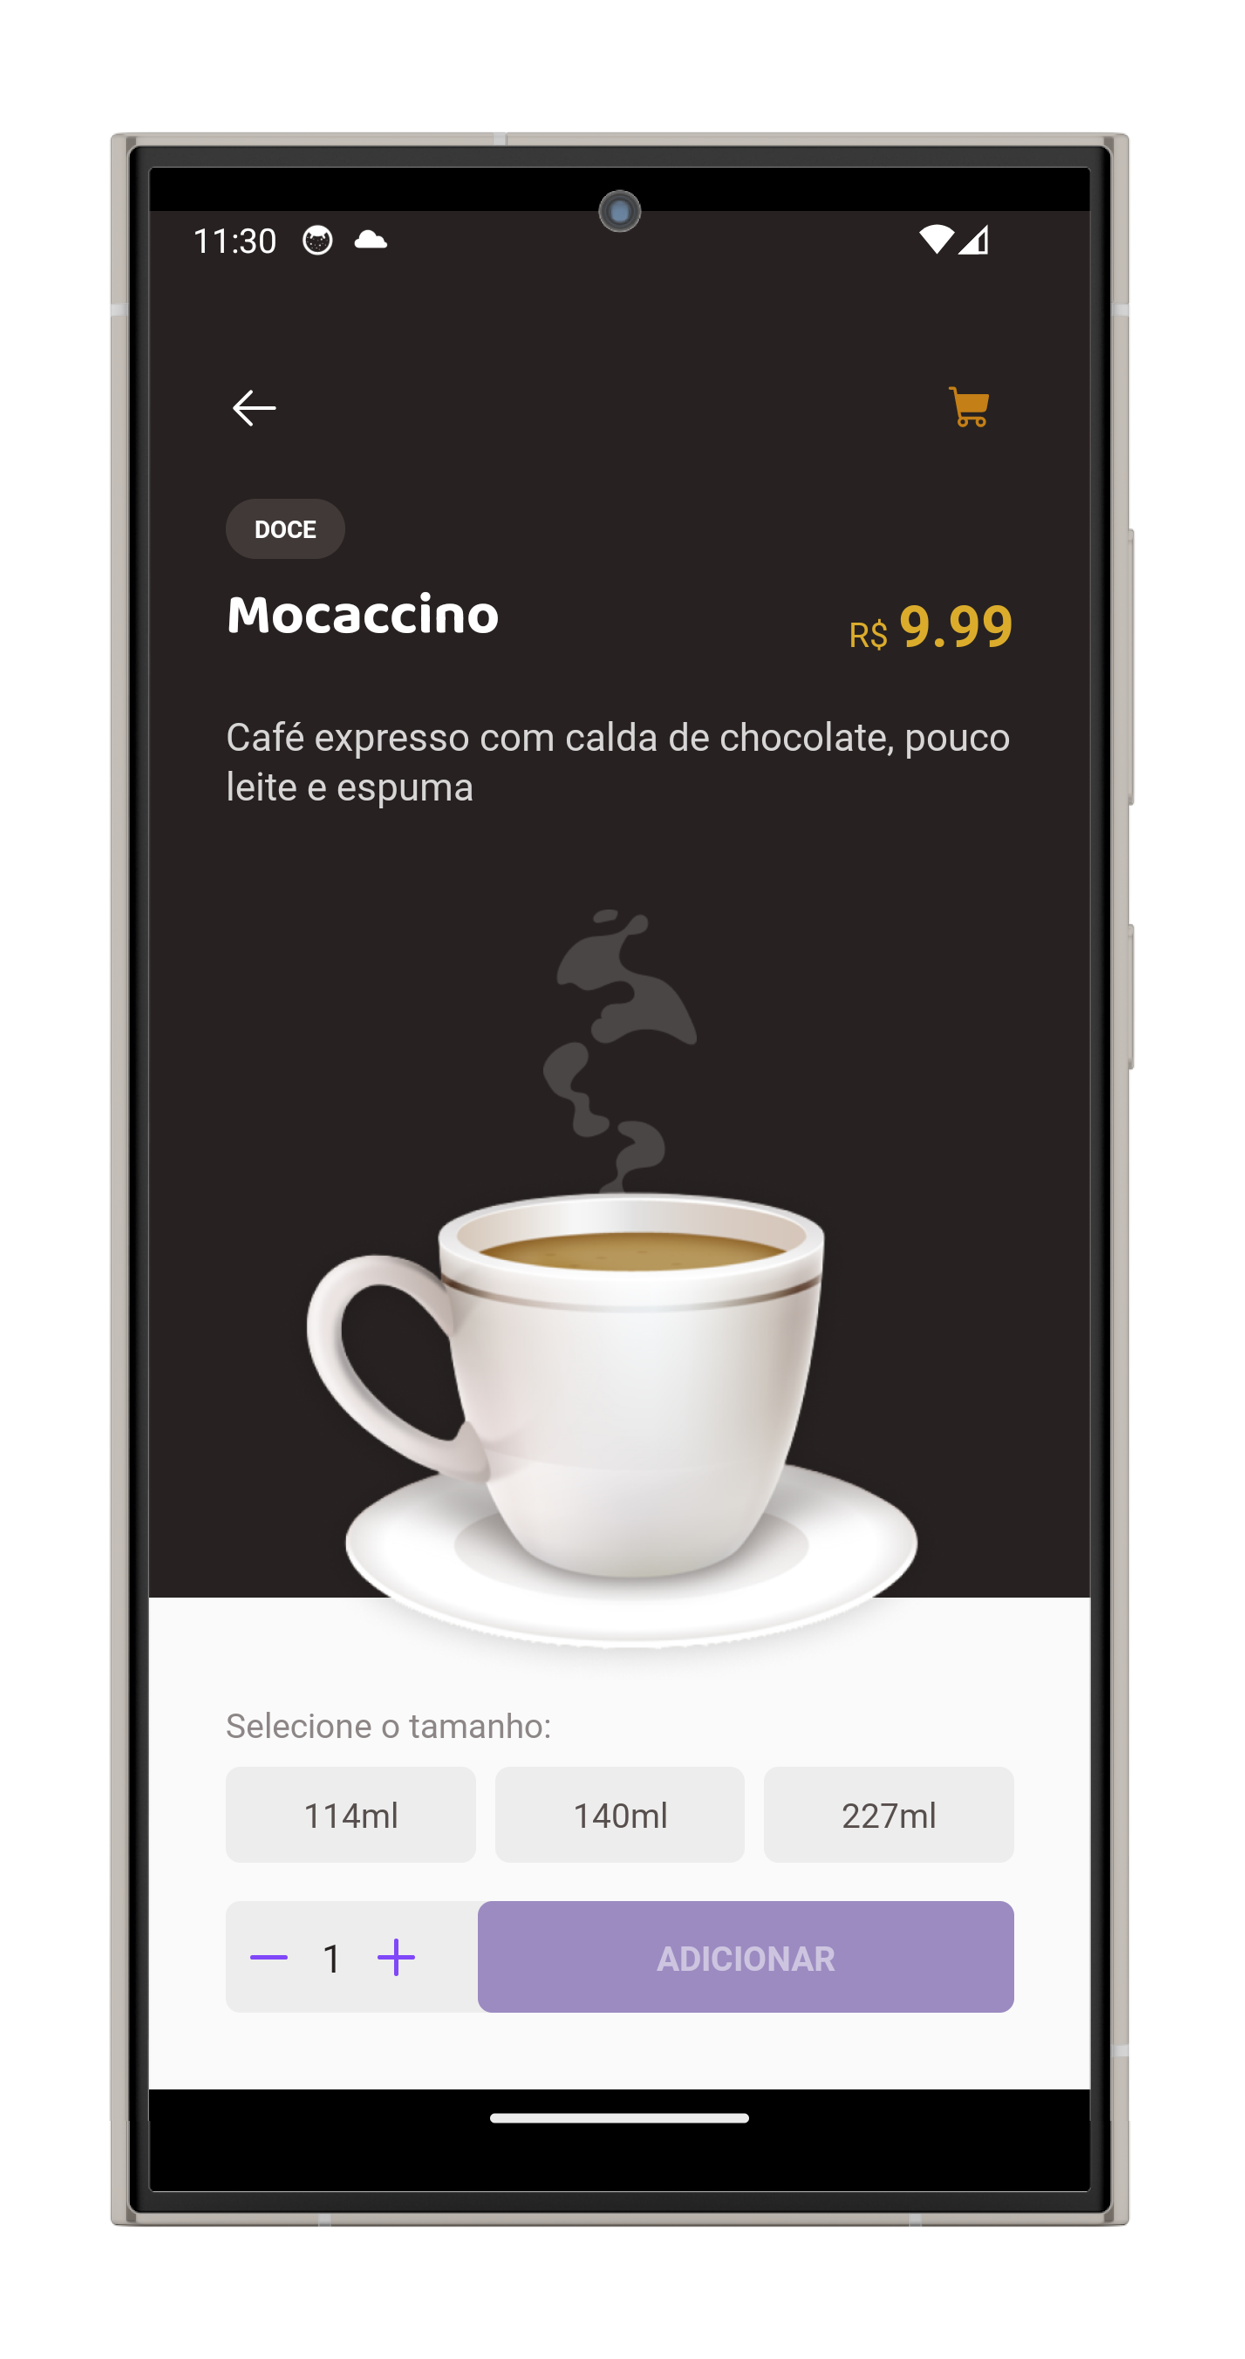 11:30
DOCE
Mocaccino
R$ 9.99
Café expresso com calda de chocolate, pouco
leite e espuma
Selecione o tamanho:
114ml
140ml
227ml
1
ADICIONAR